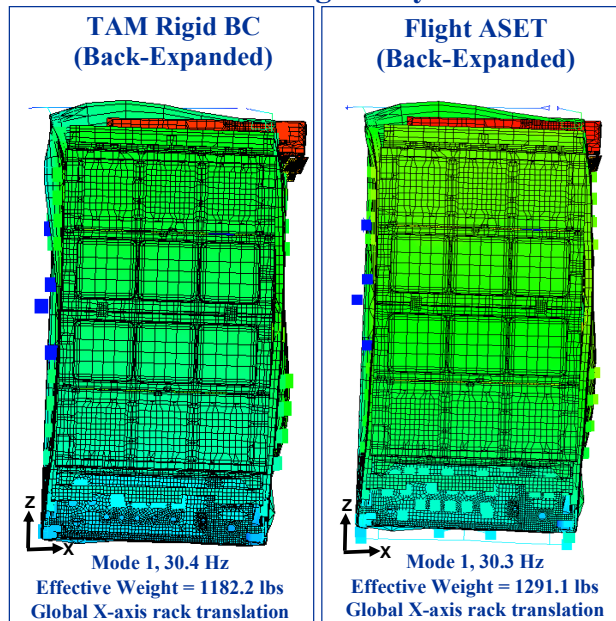 TAM Rigid BC
(Back-Expanded)
Z
X
Mode 1, 30.4 Hz
Effective Weight = 1182.2 lbs
Global X-axis rack translation
Flight ASET
(Back-Expanded)
Z
X
Mode 1, 30.3 Hz
Effective Weight = 1291.1 lbs
Global X-axis rack translation